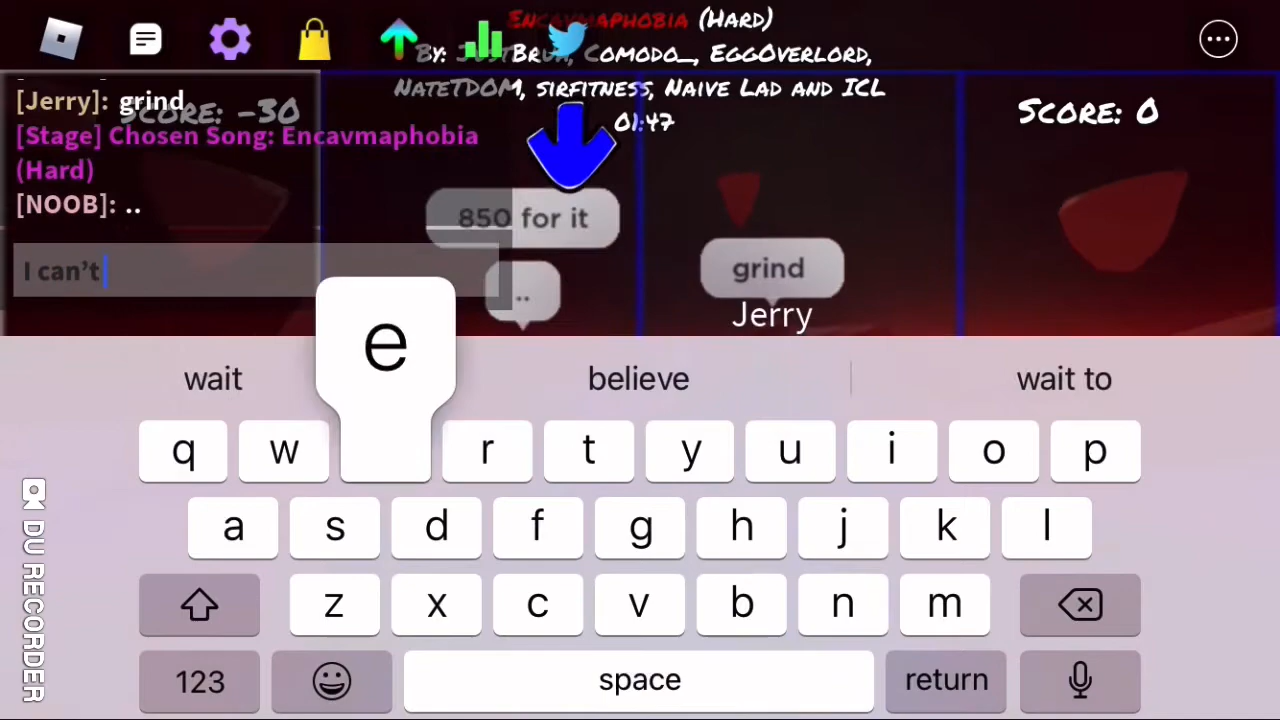 Encavmaphobia (Hard)
By: JustBrux, Comodo_, EggOverlord,
NateTDOM, sirfitness, Naive Lad and ICL
01:47
Score: -30
Score: 0
[Jerry]: grind
[Stage] Chosen Song: Encavmaphobia
(Hard)
[NOOB]: ..
I can’t
850 for it
..
grind
Jerry
e
wait
believe
wait to
q w r t y u i o p
a s d f g h j k l
z x c v b n m
123 space return
DU RECORDER